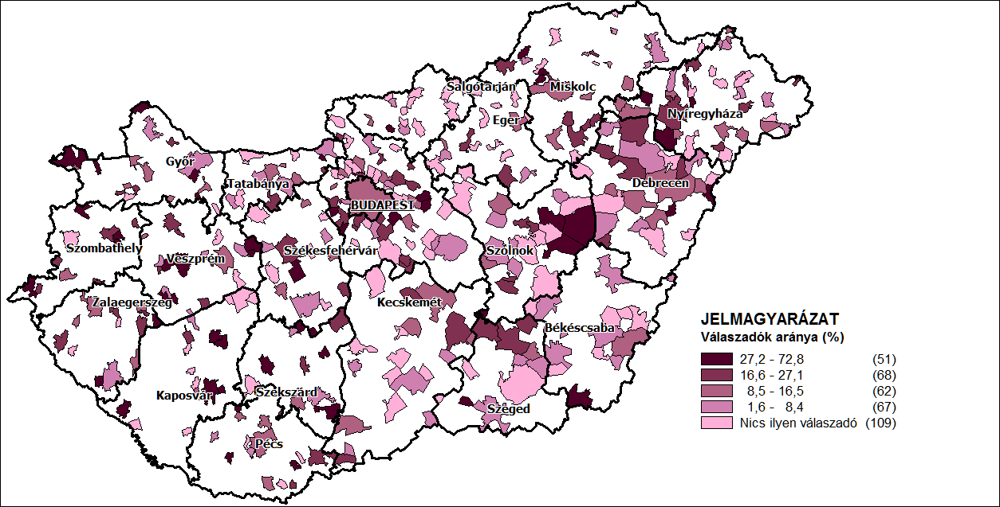 Salgótarján
Miskolc
Nyíregyháza
Eger
Győr
Tatabánya
Debrecen
BUDAPEST
Szombathely
Veszprém
Székesfehérvár
Szolnok
Zalaegerszeg
Kecskemét
Békéscsaba
Kaposvár
Szekszárd
Szeged
Pécs
JELMAGYARÁZAT
Válaszadók aránya (%)
27,2 - 72,8 (51)
16,6 - 27,1 (68)
8,5 - 16,5 (62)
1,6 - 8,4 (67)
Nics ilyen válaszadó (109)